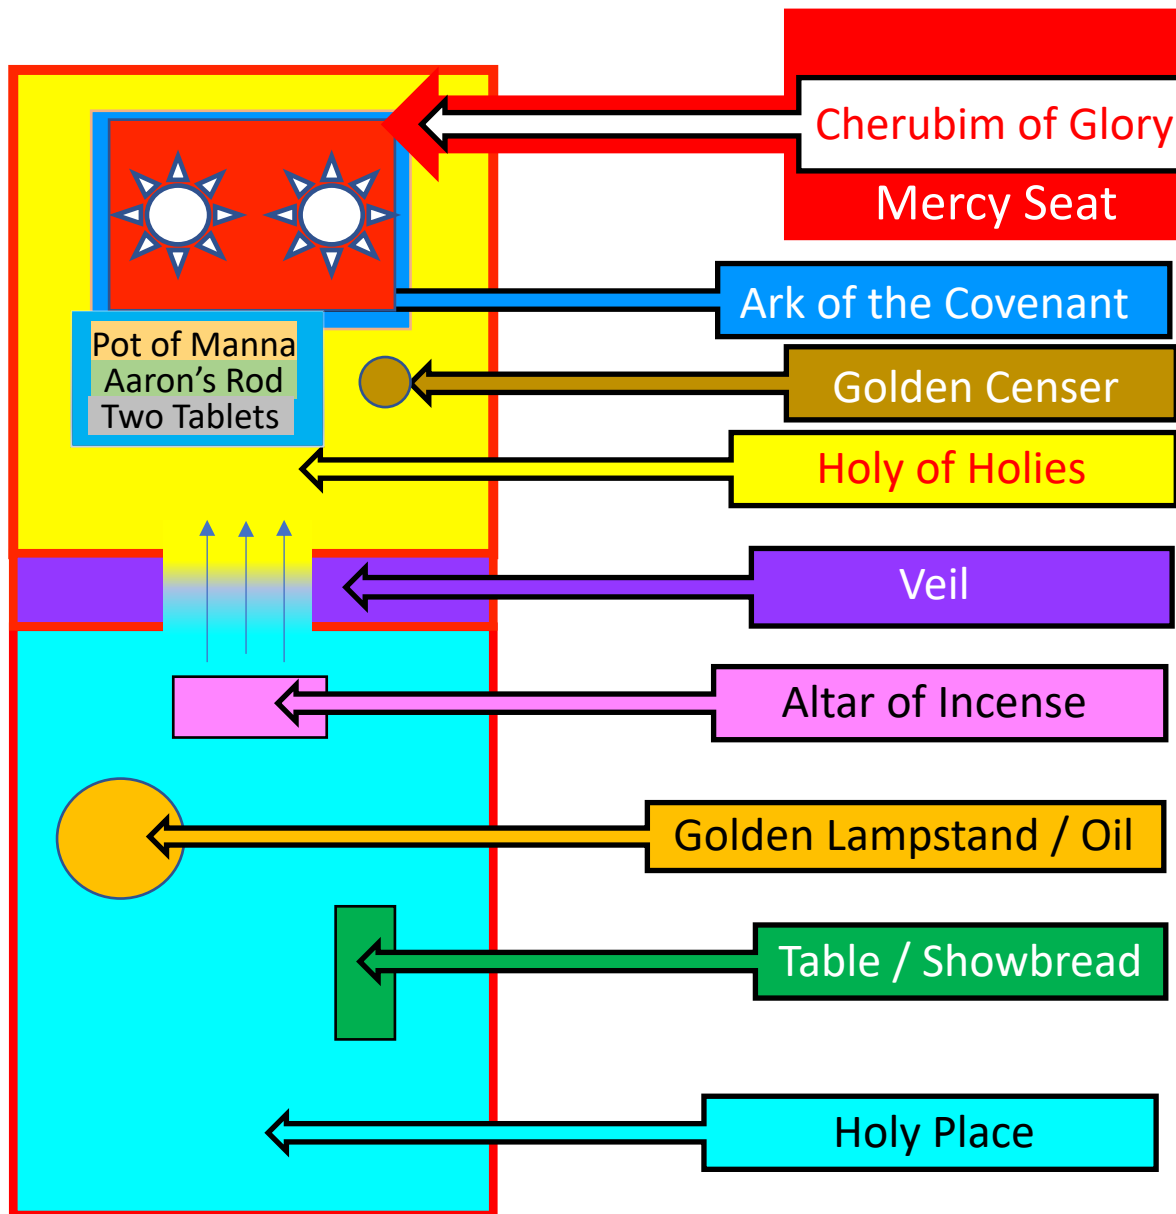 Cherubim of Glory
Mercy Seat
Ark of the Covenant
Pot of Manna
Aaron’s Rod
Two Tablets
Golden Censer
Holy of Holies
Veil
Altar of Incense
Golden Lampstand / Oil
Table / Showbread
Holy Place